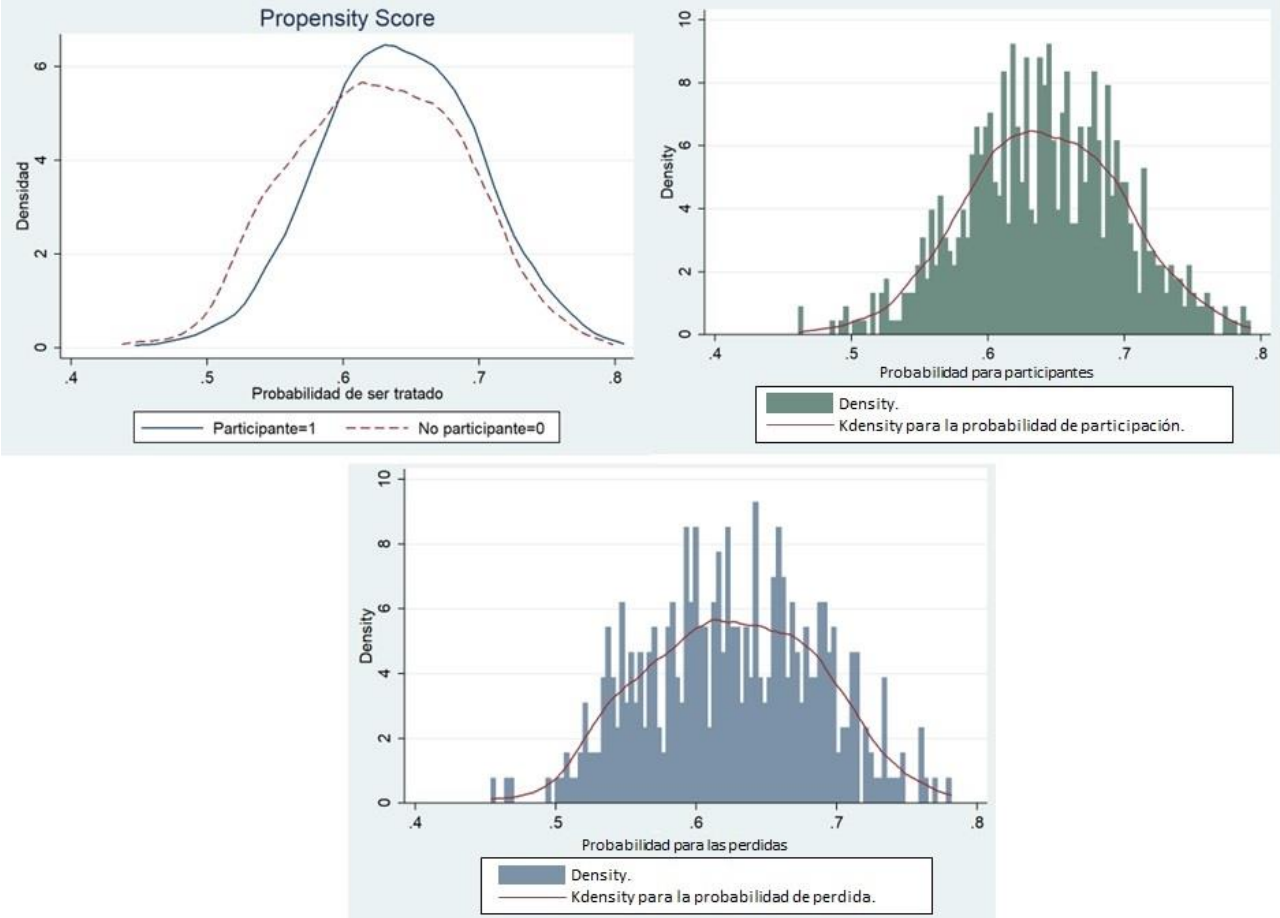 Propensity Score
Densidad
6
4
2
0
.4 .5 .6 .7 .8
Probabilidad de ser tratado
Participante=1 No participante=0
Density
10
8
6
4
2
0
.4 .5 .6 .7 .8
Probabilidad para participantes
Density.
Kdensity para la probabilidad de participación.
Density
10
8
6
4
2
0
.4 .5 .6 .7 .8
Probabilidad para las perdidas
Density.
Kdensity para la probabilidad de perdida.